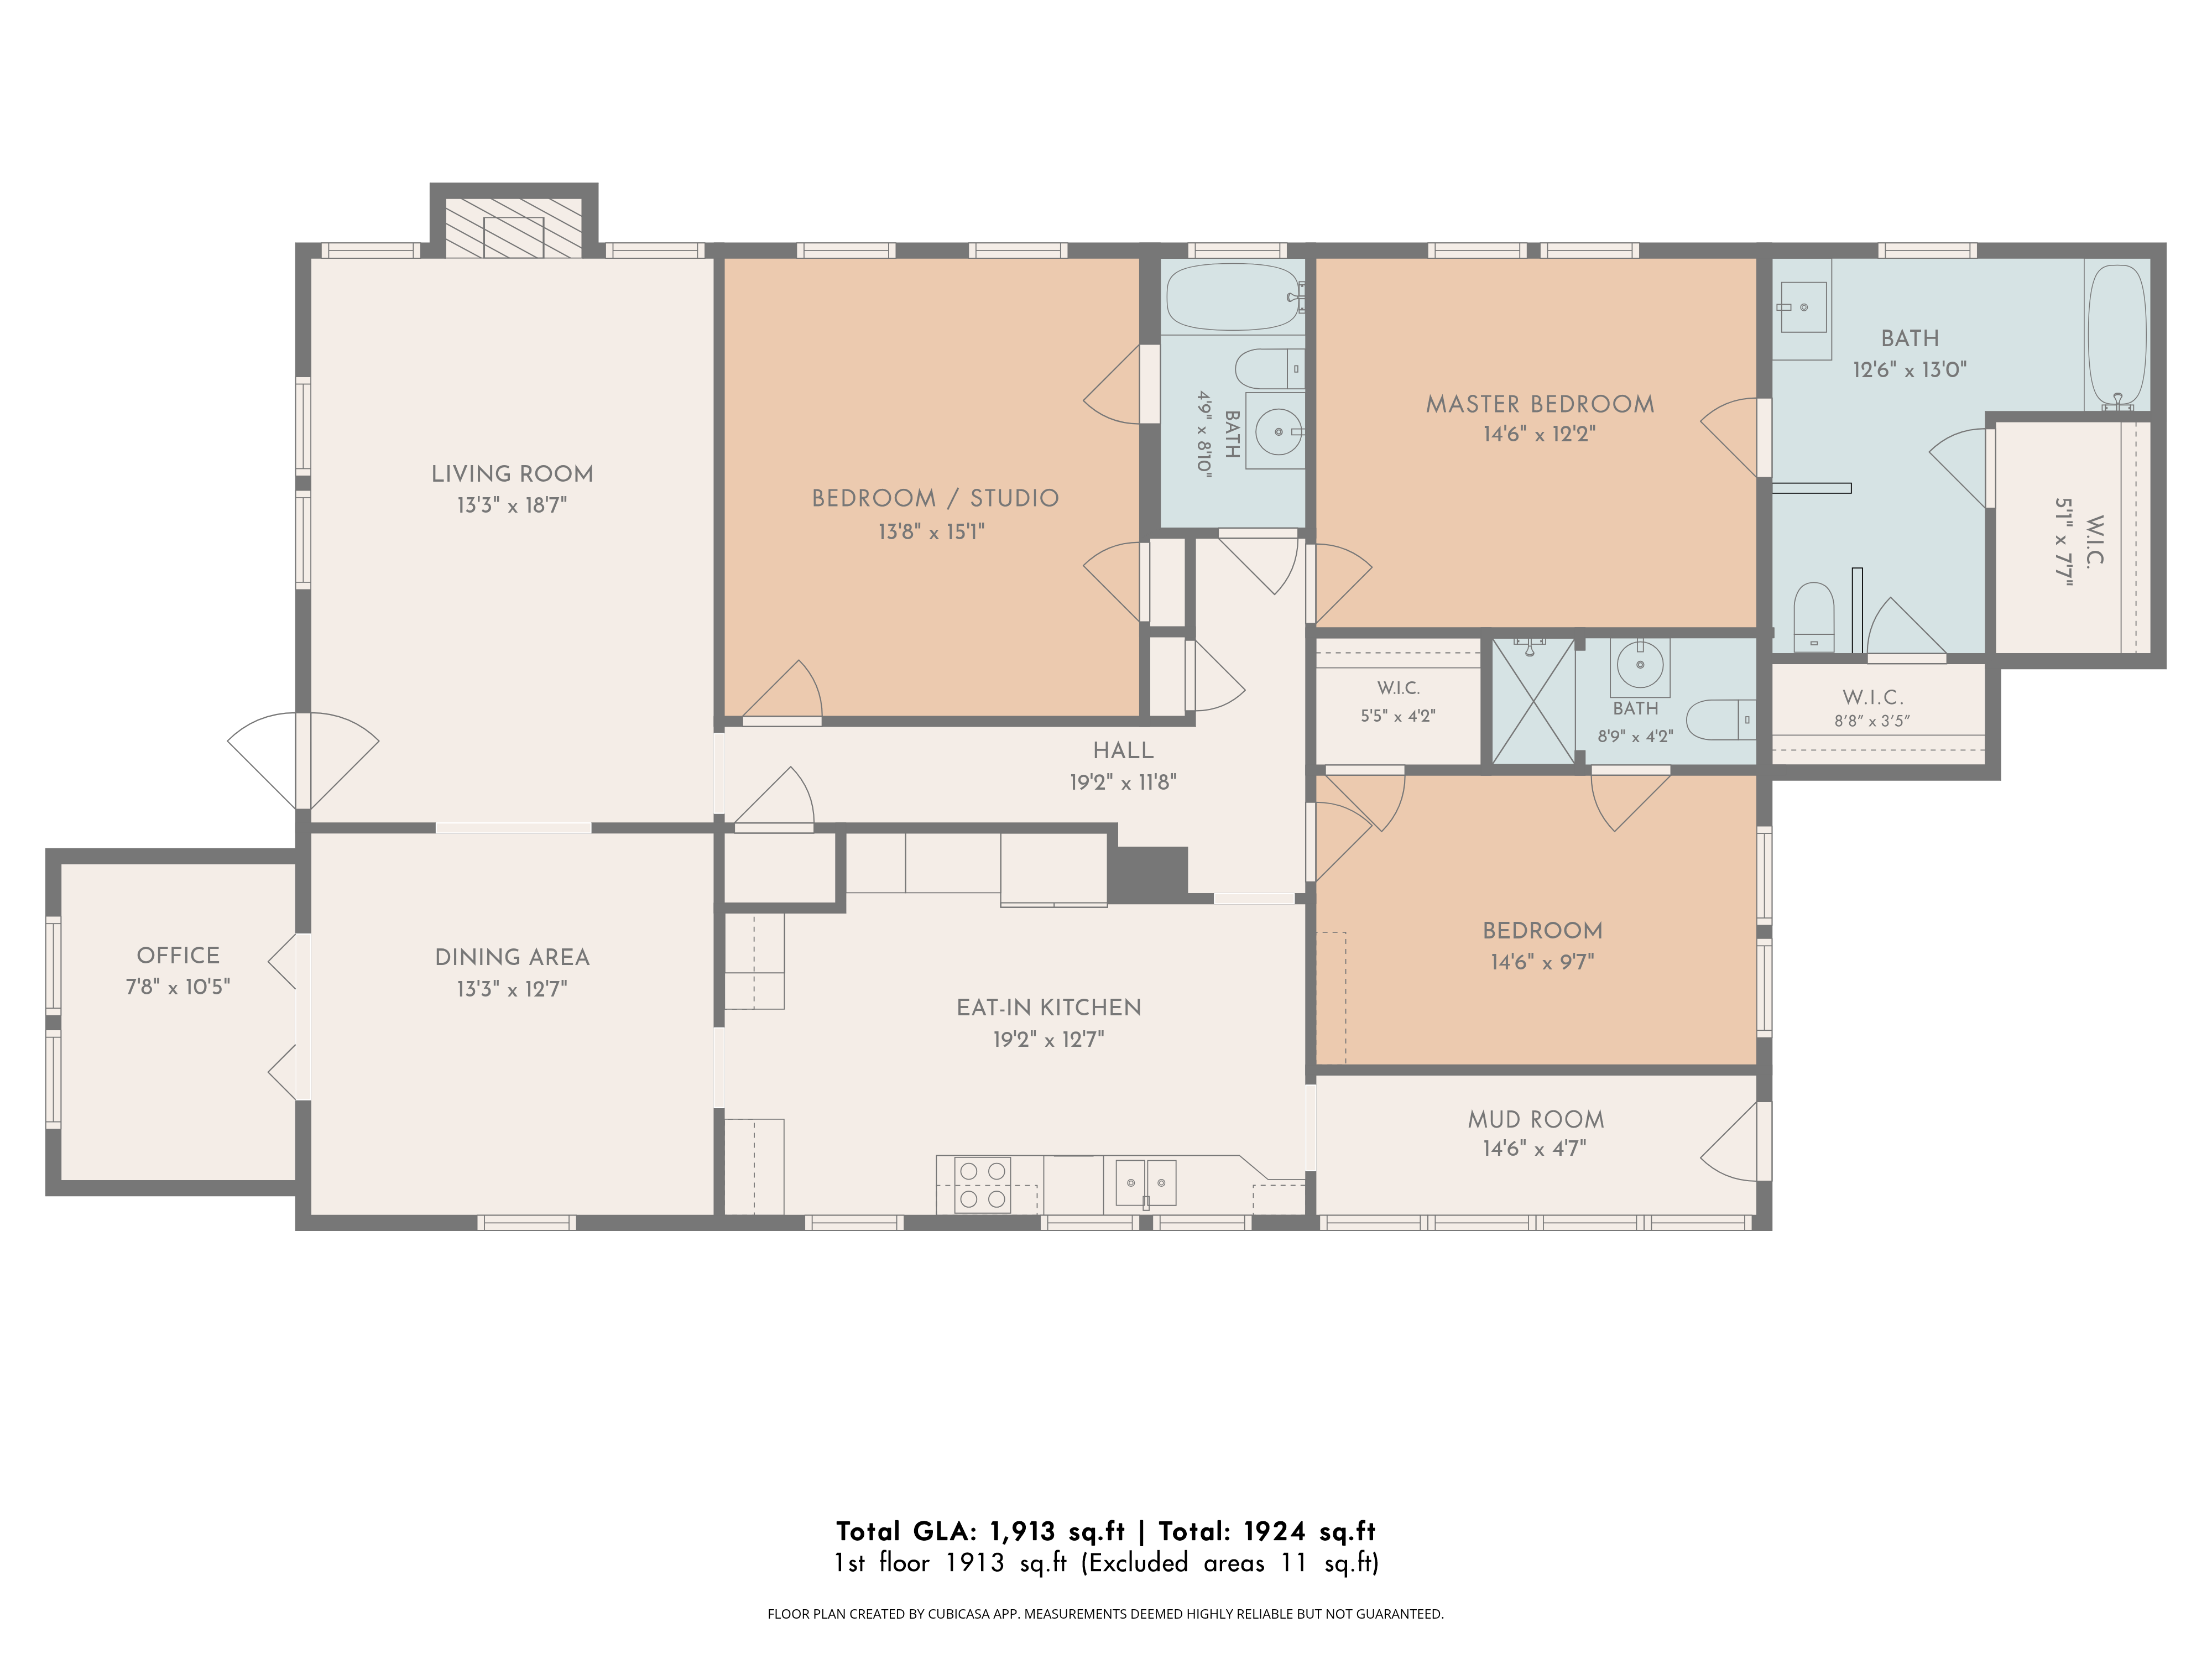 LIVING ROOM
13'3" x 18'7"
BEDROOM / STUDIO
13'8" x 15'1"
BATH
4'9" x 8'10"
MASTER BEDROOM
14'6" x 12'2"
BATH
12'6" x 13'0"
W.I.C.
5'1" x 7'7"
W.I.C.
5'5" x 4'2"
BATH
8'9" x 4'2"
W.I.C.
8'8" x 3'5"
HALL
19'2" x 11'8"
OFFICE
7'8" x 10'5"
DINING AREA
13'3" x 12'7"
EAT-IN KITCHEN
19'2" x 12'7"
BEDROOM
14'6" x 9'7"
MUD ROOM
14'6" x 4'7"
Total GLA: 1,913 sq.ft | Total: 1924 sq.ft
1st floor 1913 sq.ft (Excluded areas 11 sq.ft)
FLOOR PLAN CREATED BY CUBICASA APP. MEASUREMENTS DEEMED HIGHLY RELIABLE BUT NOT GUARANTEED.